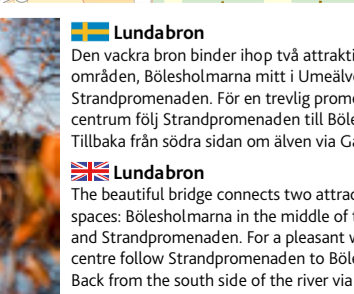 Lundabron
Den vackra bron binder ihop två attrakti
områden, Bölesholmarna mitt i Umeälve
Strandpromenaden. För en trevlig prome
centrum följ Strandpromenaden till Böle
Tillbaka från södra sidan om älven via Ga
Lundabron
The beautiful bridge connects two attrac
spaces: Bölesholmarna in the middle of t
and Strandpromenaden. For a pleasant w
centre follow Strandpromenaden to Böle
Back from the south side of the river via